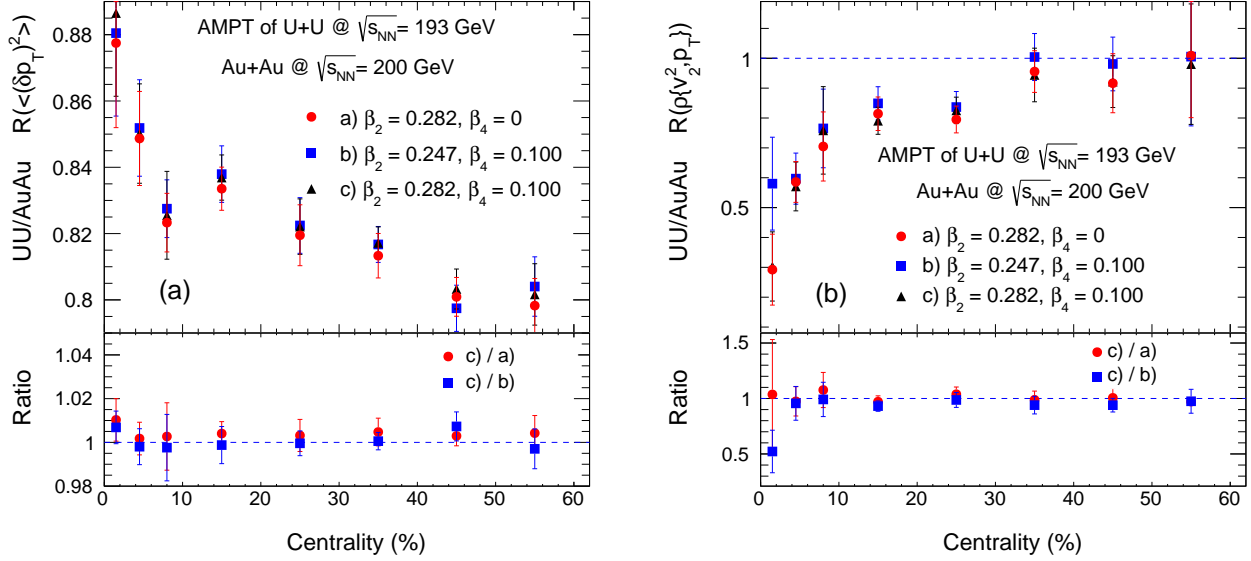 UU/AuAu R(<(δp_T)²>)
0.88
0.86
0.84
0.82
0.8
AMPT of U+U @ √s_NN = 193 GeV
Au+Au @ √s_NN = 200 GeV
a) β₂ = 0.282, β₄ = 0
b) β₂ = 0.247, β₄ = 0.100
c) β₂ = 0.282, β₄ = 0.100
(a)
Ratio
1.04
1.02
1
0.98
c) / a)
c) / b)
0 10 20 30 40 50 60
Centrality (%)
UU/AuAu R(ρ{v₂²,p_T})
1
0.5
AMPT of U+U @ √s_NN = 193 GeV
Au+Au @ √s_NN = 200 GeV
a) β₂ = 0.282, β₄ = 0
b) β₂ = 0.247, β₄ = 0.100
c) β₂ = 0.282, β₄ = 0.100
(b)
Ratio
1.5
1
0.5
c) / a)
c) / b)
0 10 20 30 40 50 60
Centrality (%)